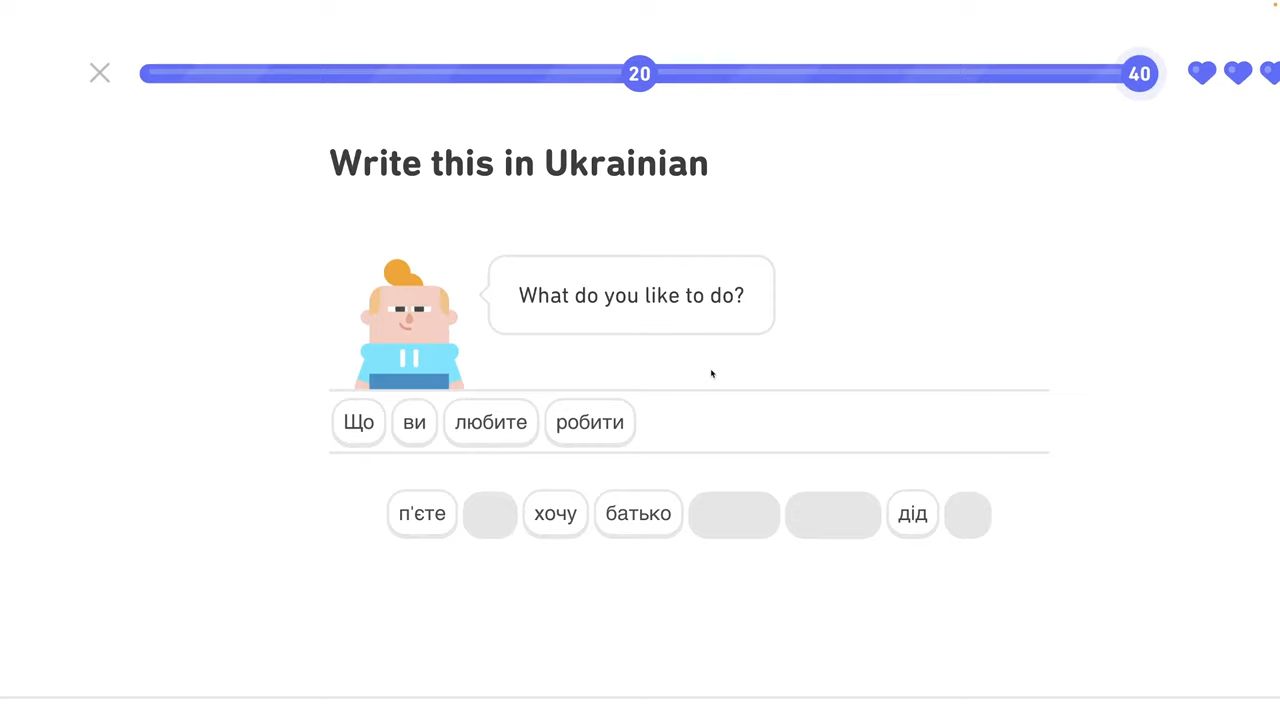 20
40
Write this in Ukrainian
What do you like to do?
Що ви любите робити
п'єте хочу батько дід